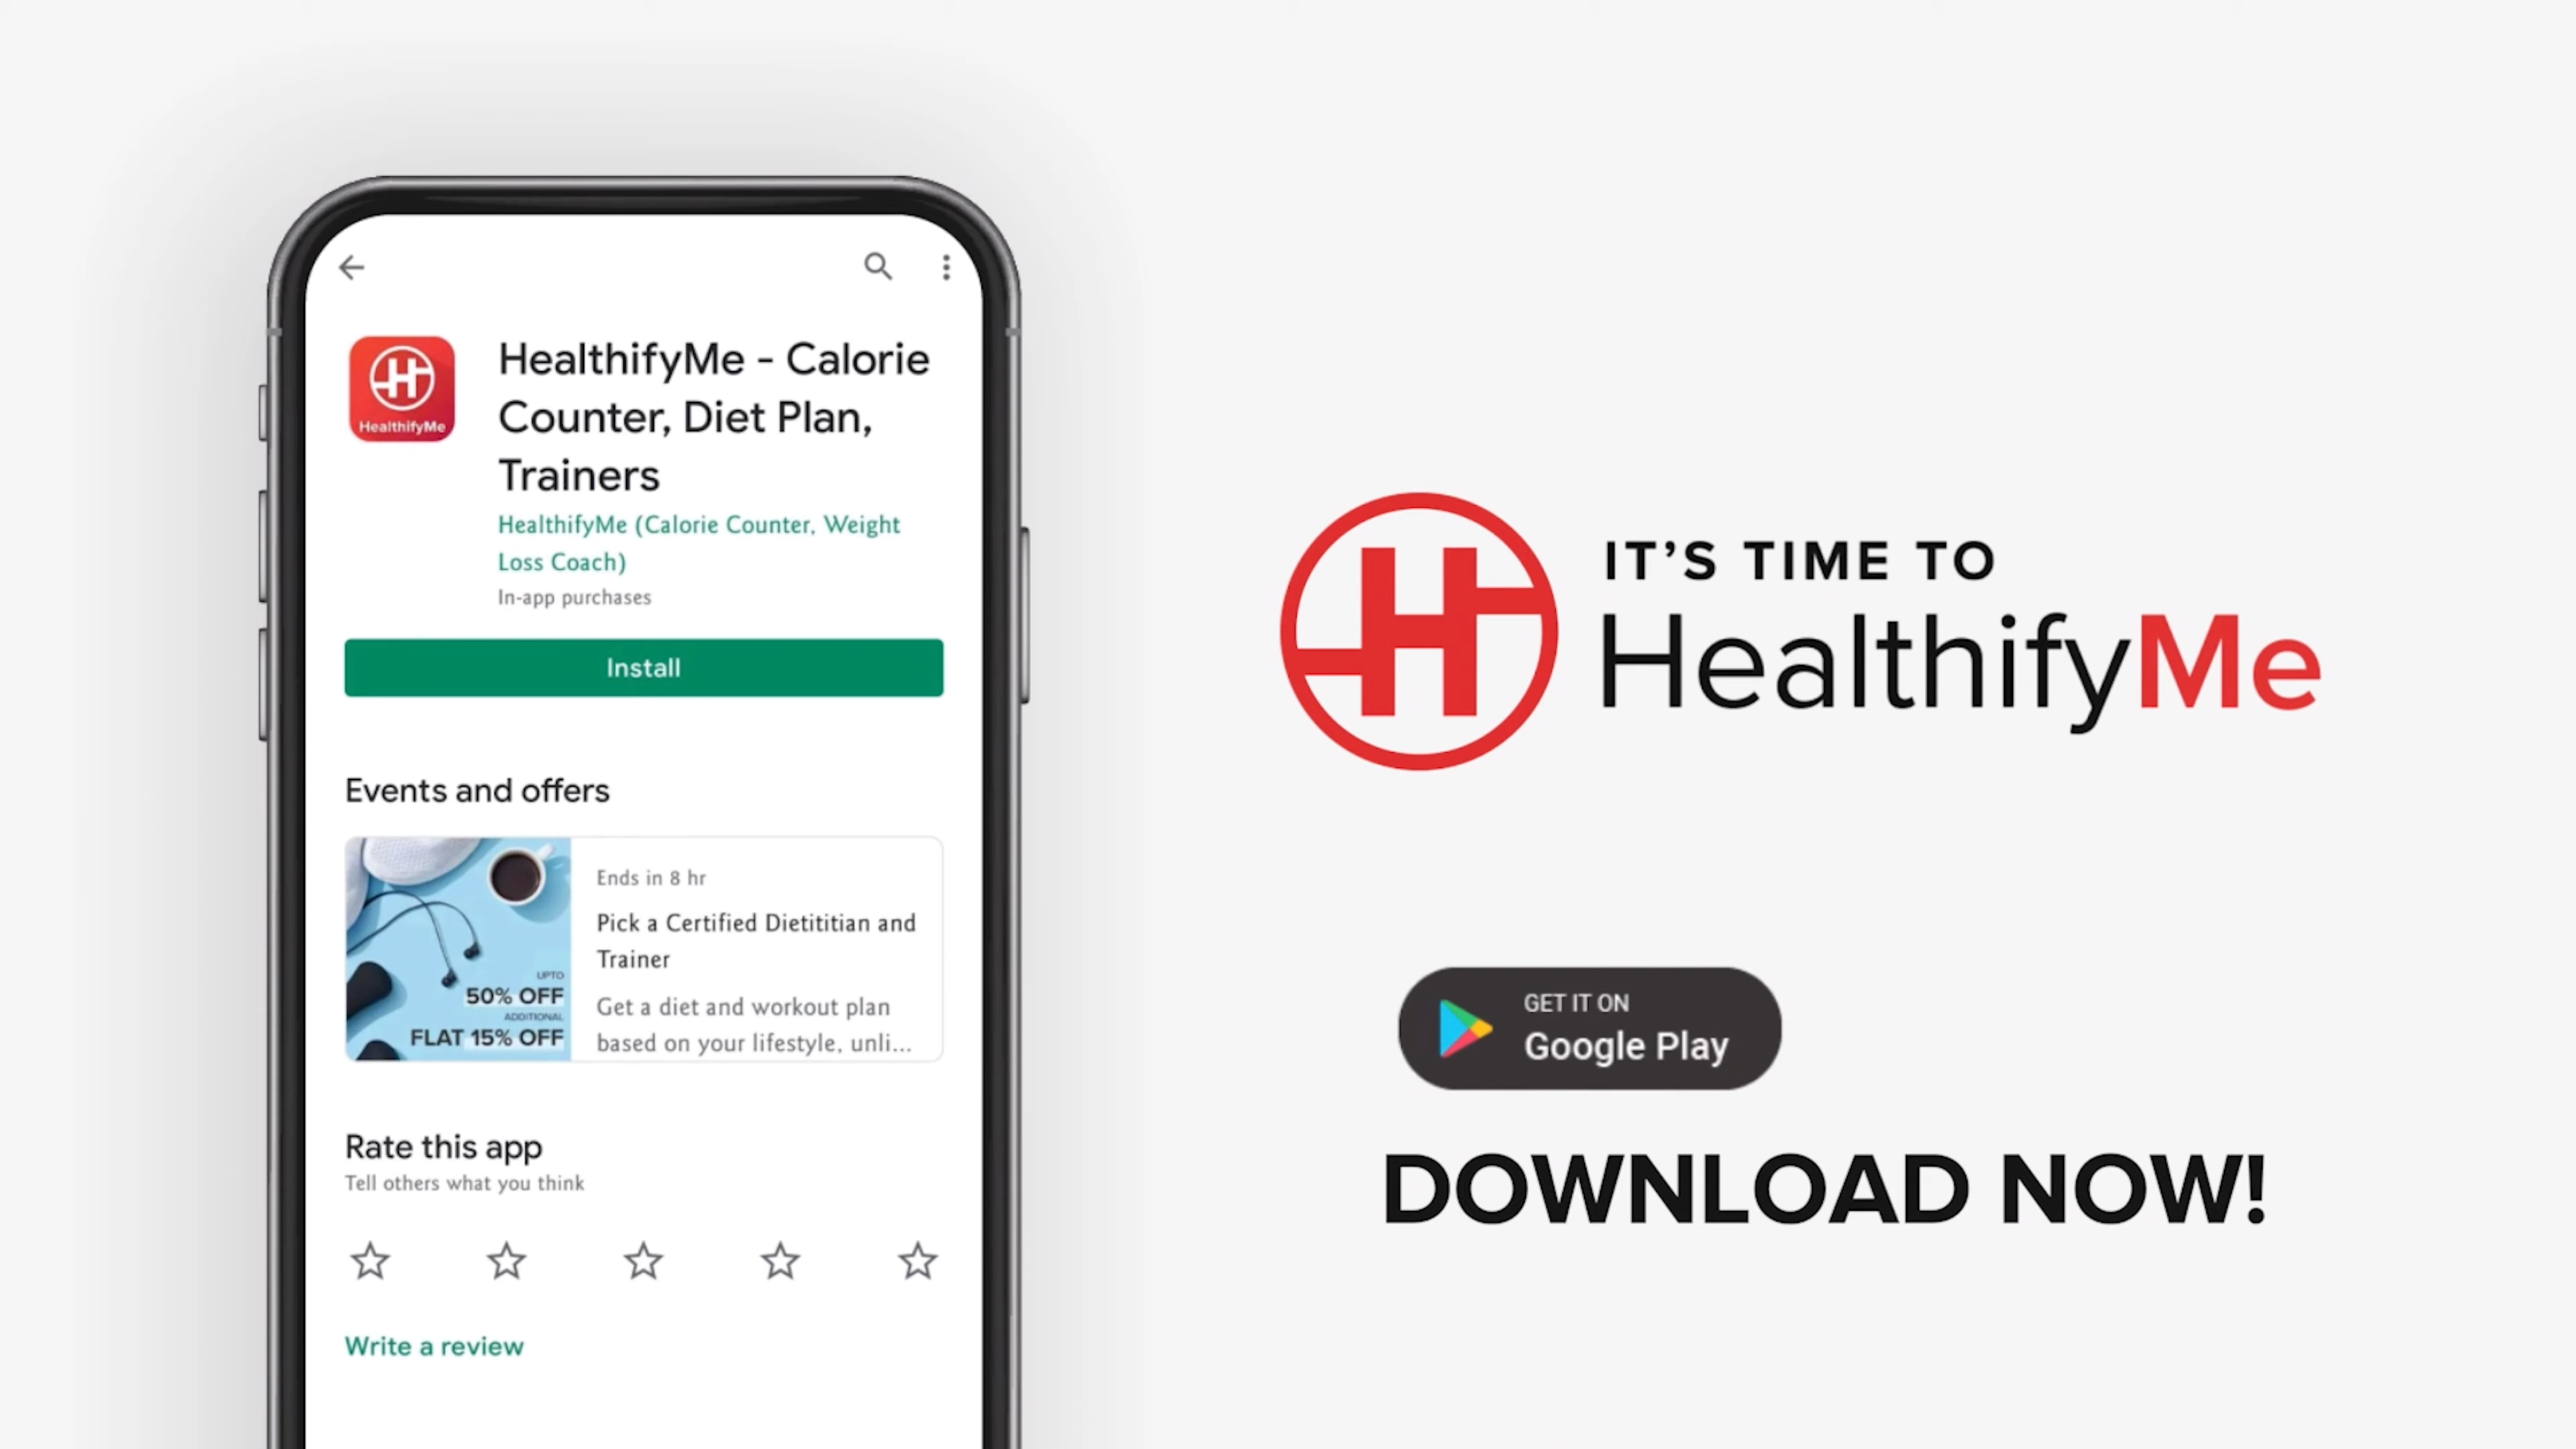 HealthifyMe
HealthifyMe - Calorie
Counter, Diet Plan,
Trainers
HealthifyMe (Calorie Counter, Weight
Loss Coach)
In-app purchases
Install
Events and offers
UPTO
50% OFF
ADDITIONAL
FLAT 15% OFF
Ends in 8 hr
Pick a Certified Dietititian and
Trainer
Get a diet and workout plan
based on your lifestyle, unli...
Rate this app
Tell others what you think
Write a review
IT'S TIME TO
HealthifyMe
GET IT ON
Google Play
DOWNLOAD NOW!